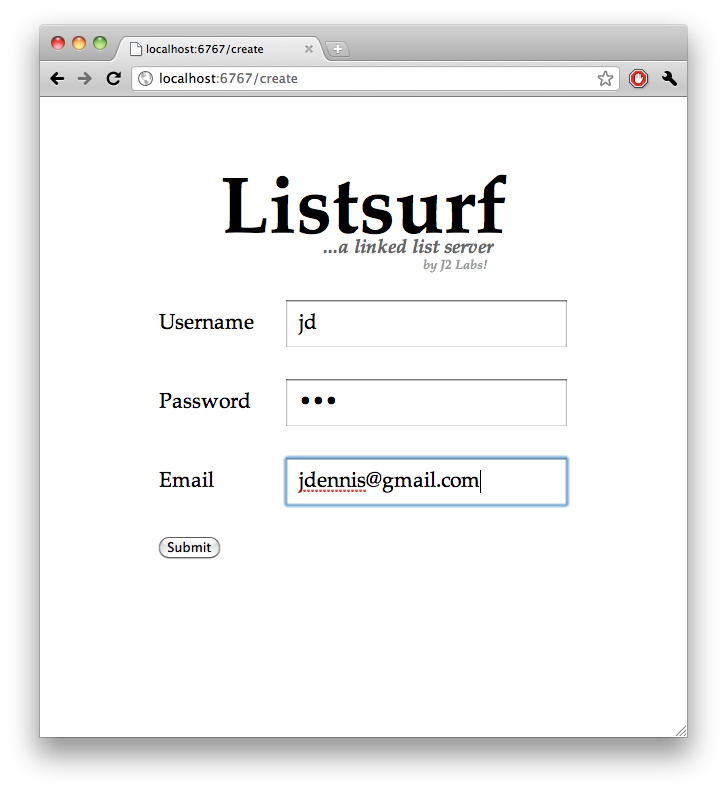 localhost:6767/create
localhost:6767/create
Listsurf
...a linked list server
by J2 Labs!
Username jd
Password •••
Email jdennis@gmail.com
Submit